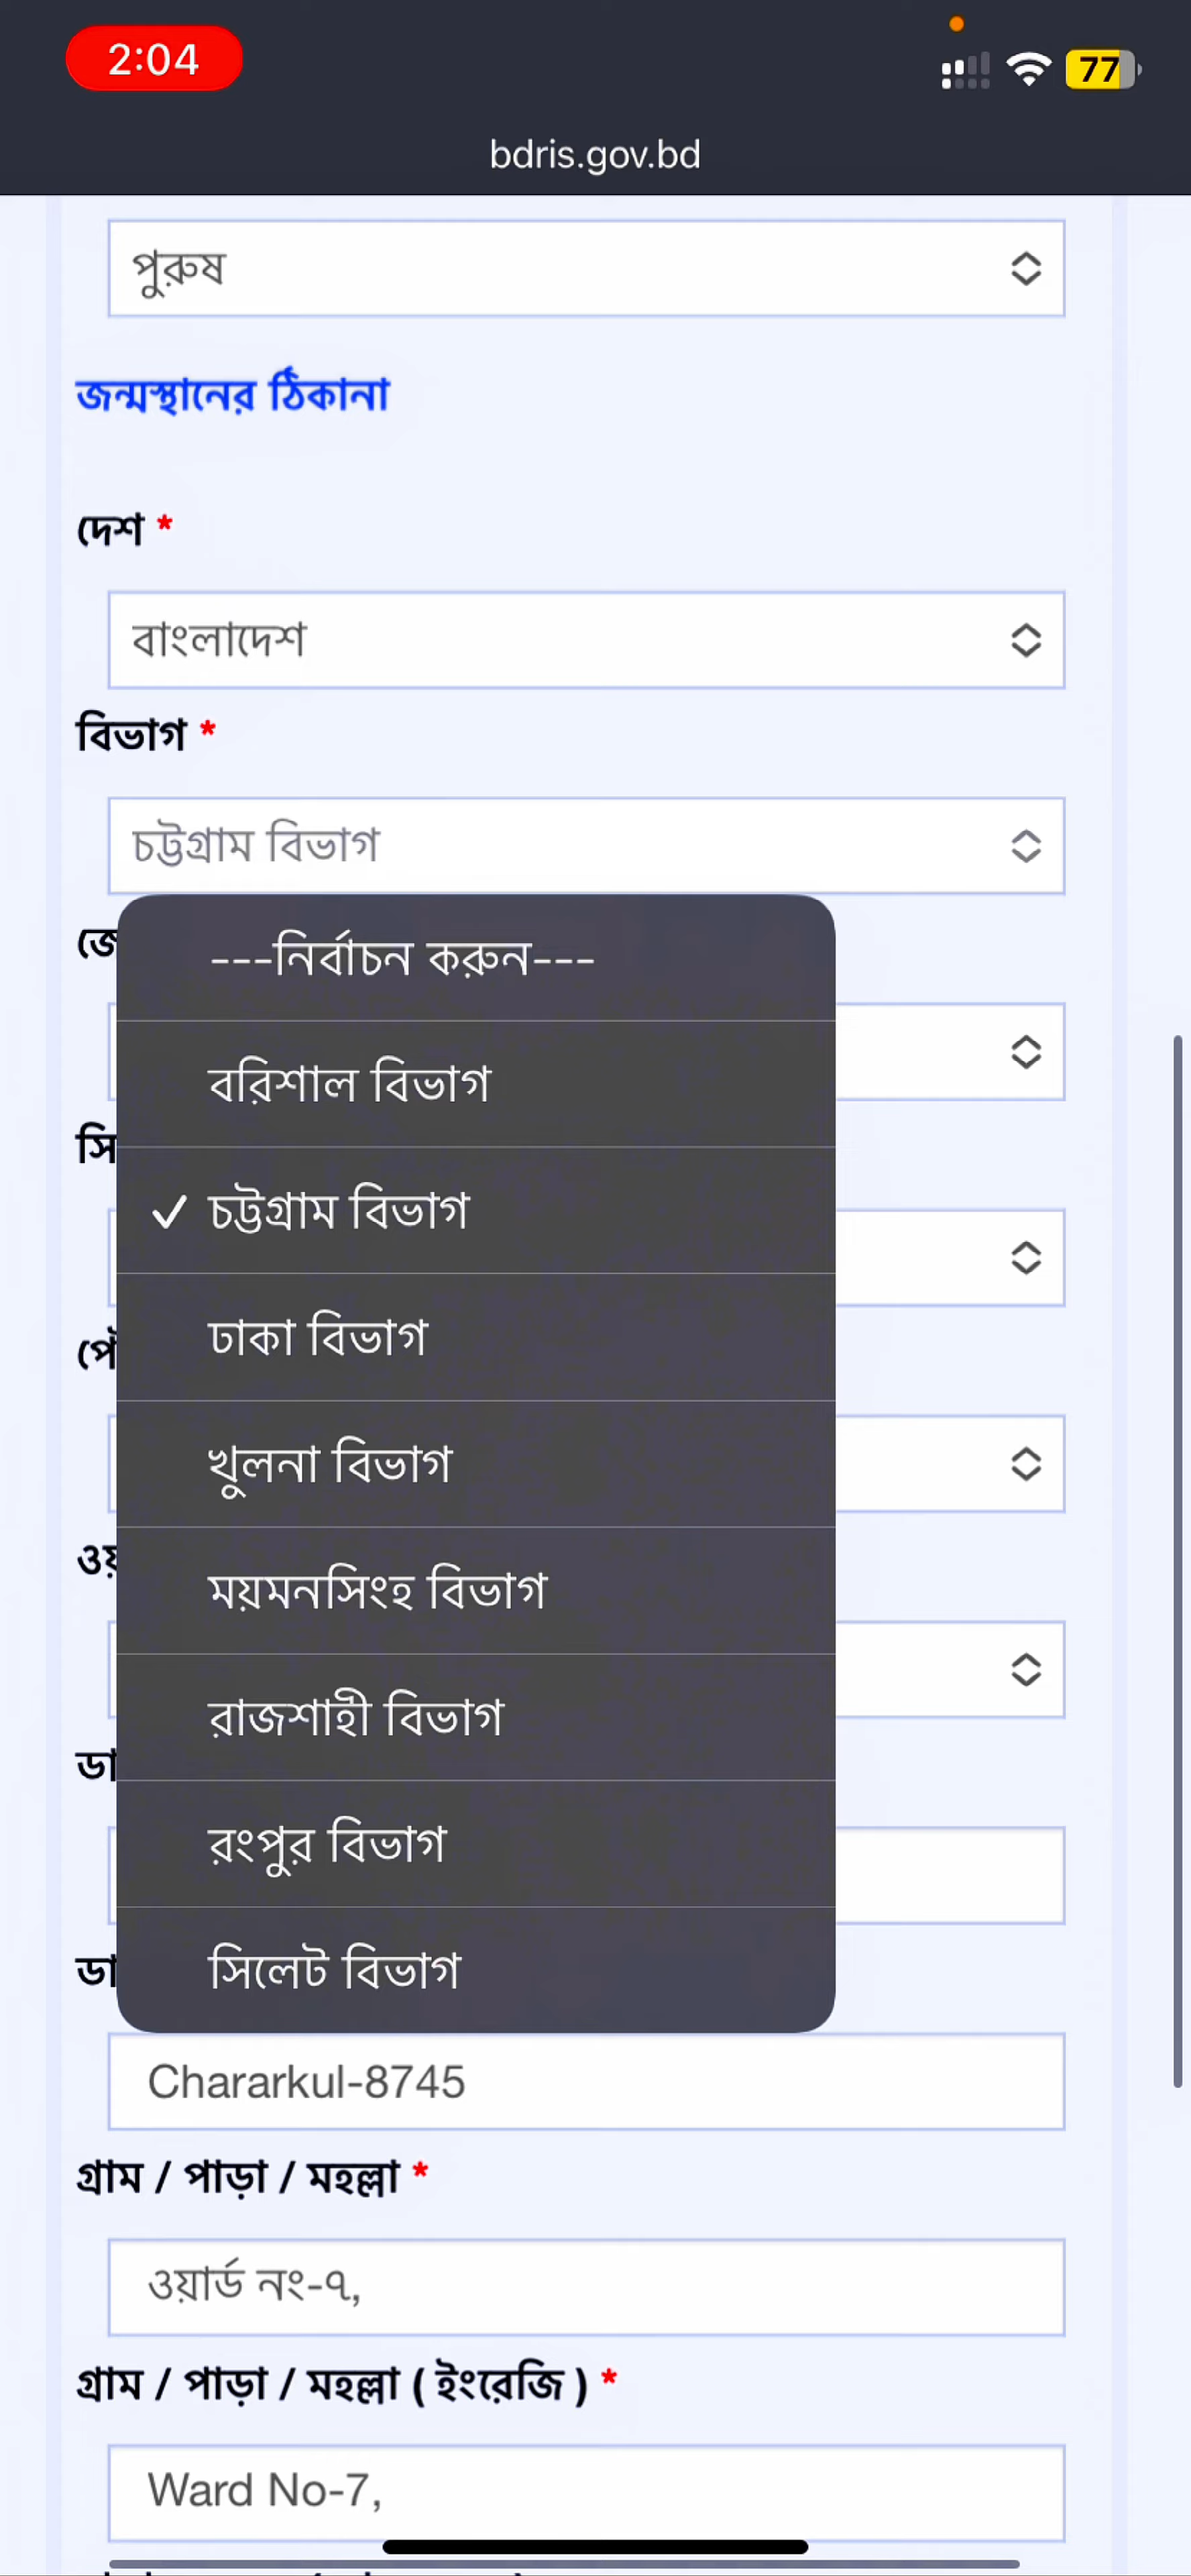 2:04
77
bdris.gov.bd
পুরুষ
জন্মস্থানের ঠিকানা
দেশ *
বাংলাদেশ
বিভাগ *
চট্টগ্রাম বিভাগ
---নির্বাচন করুন---
বরিশাল বিভাগ
✓ চট্টগ্রাম বিভাগ
ঢাকা বিভাগ
খুলনা বিভাগ
ময়মনসিংহ বিভাগ
রাজশাহী বিভাগ
রংপুর বিভাগ
সিলেট বিভাগ
Chararkul-8745
গ্রাম / পাড়া / মহল্লা *
ওয়ার্ড নং-৭,
গ্রাম / পাড়া / মহল্লা ( ইংরেজি ) *
Ward No-7,